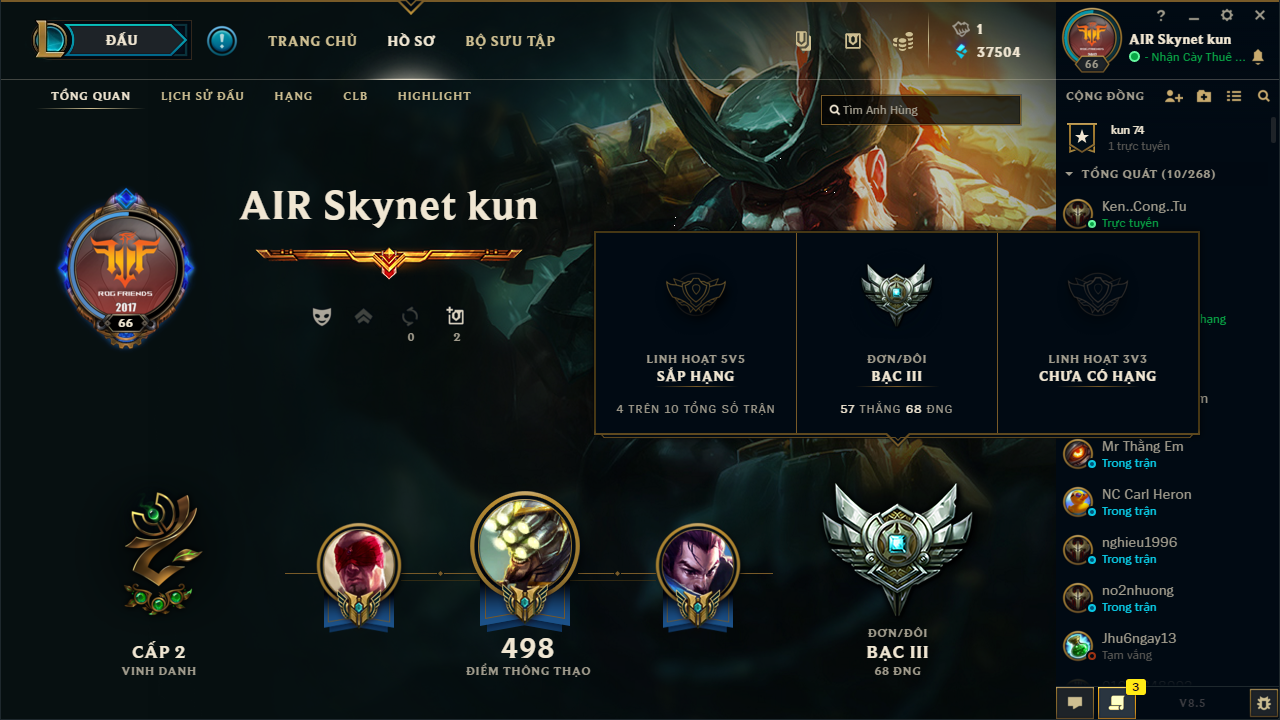 ĐẤU
TRANG CHỦ
HỒ SƠ
BỘ SƯU TẬP
1
37504
AIR Skynet kun
- Nhận Cày Thuê ...
66
TỔNG QUAN
LỊCH SỬ ĐẤU
HẠNG
CLB
HIGHLIGHT
Tìm Anh Hùng
CỘNG ĐỒNG
kun 74
1 trực tuyến
TỔNG QUÁT (10/268)
Ken..Cong..Tu
Trực tuyến
AIR Skynet kun
ROG FRIENDS
2017
66
0
2
LINH HOẠT 5V5
SẮP HẠNG
4 TRÊN 10 TỔNG SỐ TRẬN
ĐƠN/ĐÔI
BẠC III
57 THẮNG 68 ĐNG
LINH HOẠT 3V3
CHƯA CÓ HẠNG
hang
m
Mr Thằng Em
Trong trận
NC Carl Heron
Trong trận
nghieu1996
Trong trận
no2nhuong
Trong trận
Jhu6ngay13
Tạm vắng
CẤP 2
VINH DANH
498
ĐIỂM THÔNG THẠO
ĐƠN/ĐÔI
BẠC III
68 ĐNG
3
V8.5